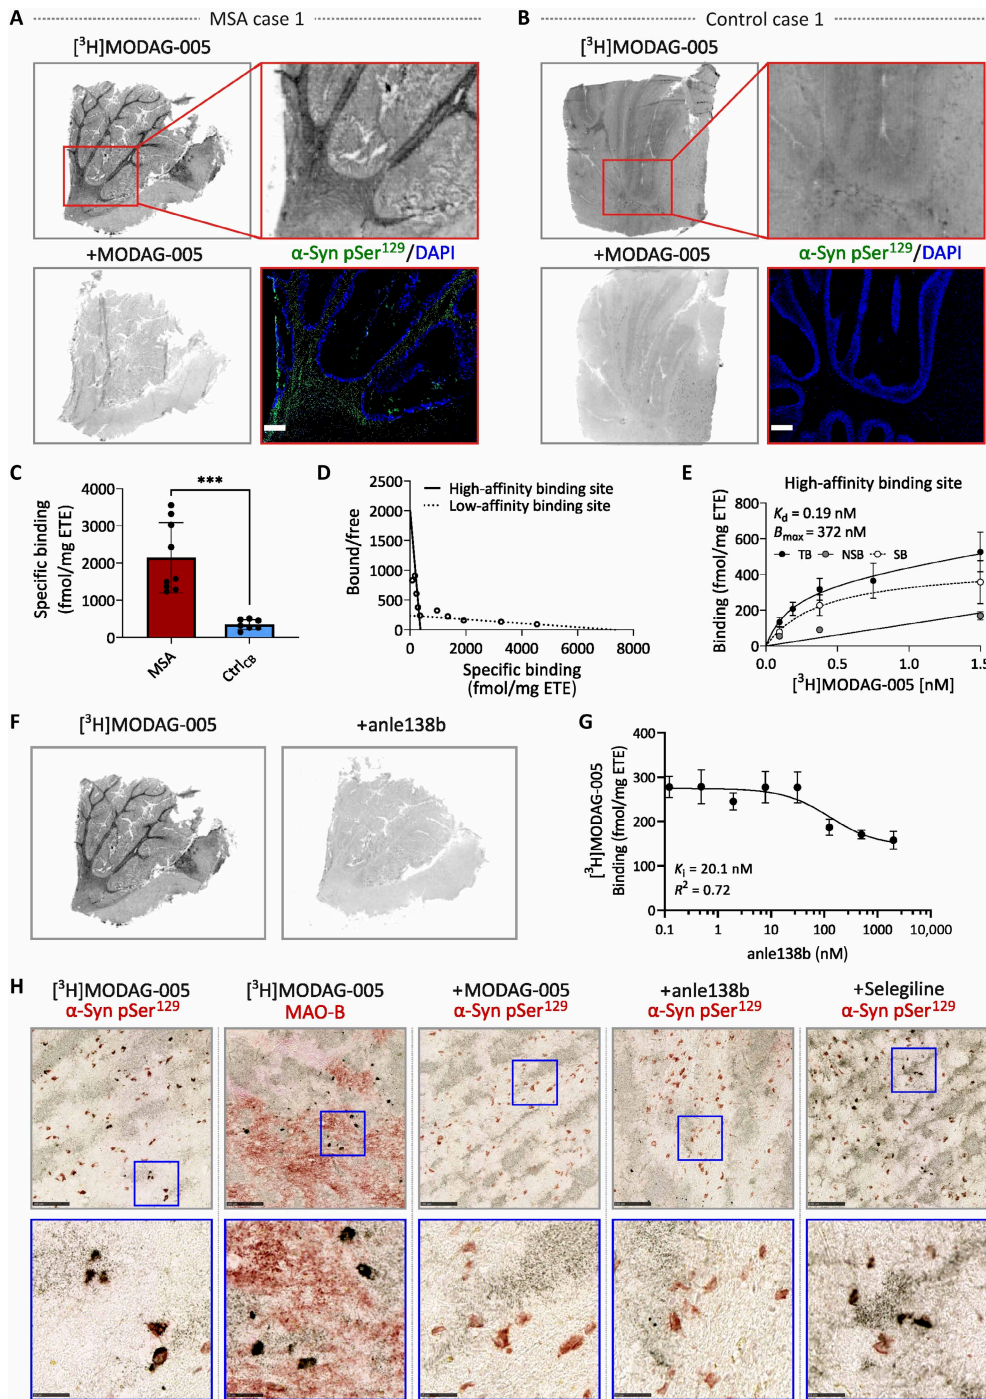 A
MSA case 1
[³H]MODAG-005
+MODAG-005
α-Syn pSer¹²⁹/DAPI
B
Control case 1
[³H]MODAG-005
+MODAG-005
α-Syn pSer¹²⁹/DAPI
C
Specific binding
(fmol/mg ETE)
4000
3000
2000
1000
0
***
MSA
Ctrl_CB
D
Bound/free
2500
2000
1500
1000
500
0
High-affinity binding site
Low-affinity binding site
0 2000 4000 6000 8000
Specific binding
(fmol/mg ETE)
E
High-affinity binding site
Binding (fmol/mg ETE)
800
600
400
200
0
K_d = 0.19 nM
B_max = 372 nM
TB NSB SB
0.0 0.5 1.0 1.5
[³H]MODAG-005 [nM]
F
[³H]MODAG-005
+anle138b
G
[³H]MODAG-005
Binding (fmol/mg ETE)
400
300
200
100
0
K_i = 20.1 nM
R² = 0.72
0.1 1 10 100 1000 10,000
anle138b (nM)
H
[³H]MODAG-005
α-Syn pSer¹²⁹
[³H]MODAG-005
MAO-B
+MODAG-005
α-Syn pSer¹²⁹
+anle138b
α-Syn pSer¹²⁹
+Selegiline
α-Syn pSer¹²⁹